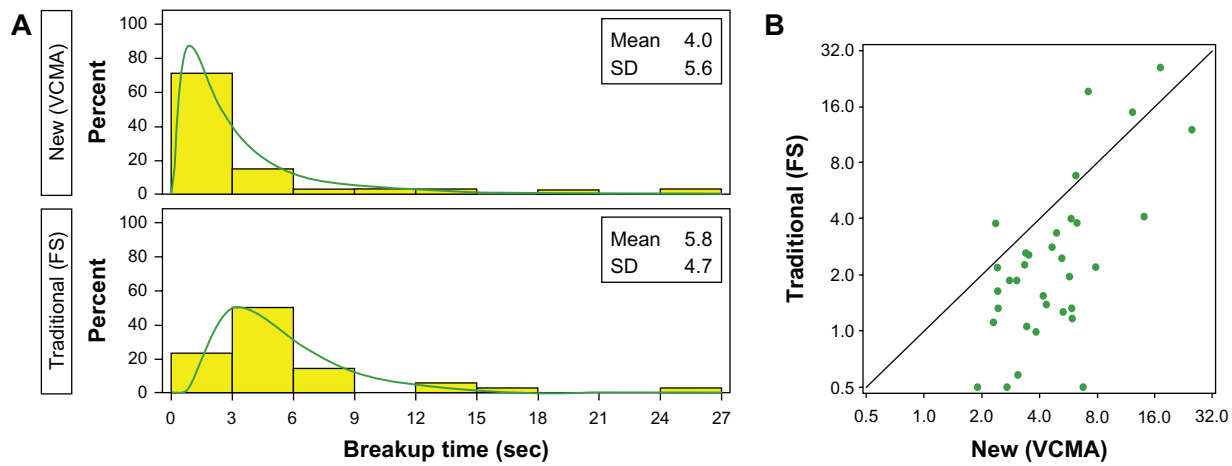 A
New (VCMA)
Percent
100
80
60
40
20
0
Mean 4.0
SD 5.6
Traditional (FS)
Percent
100
80
60
40
20
0
Mean 5.8
SD 4.7
0 3 6 9 12 15 18 21 24 27
Breakup time (sec)
B
Traditional (FS)
32.0
16.0
8.0
4.0
2.0
1.0
0.5
0.5 1.0 2.0 4.0 8.0 16.0 32.0
New (VCMA)